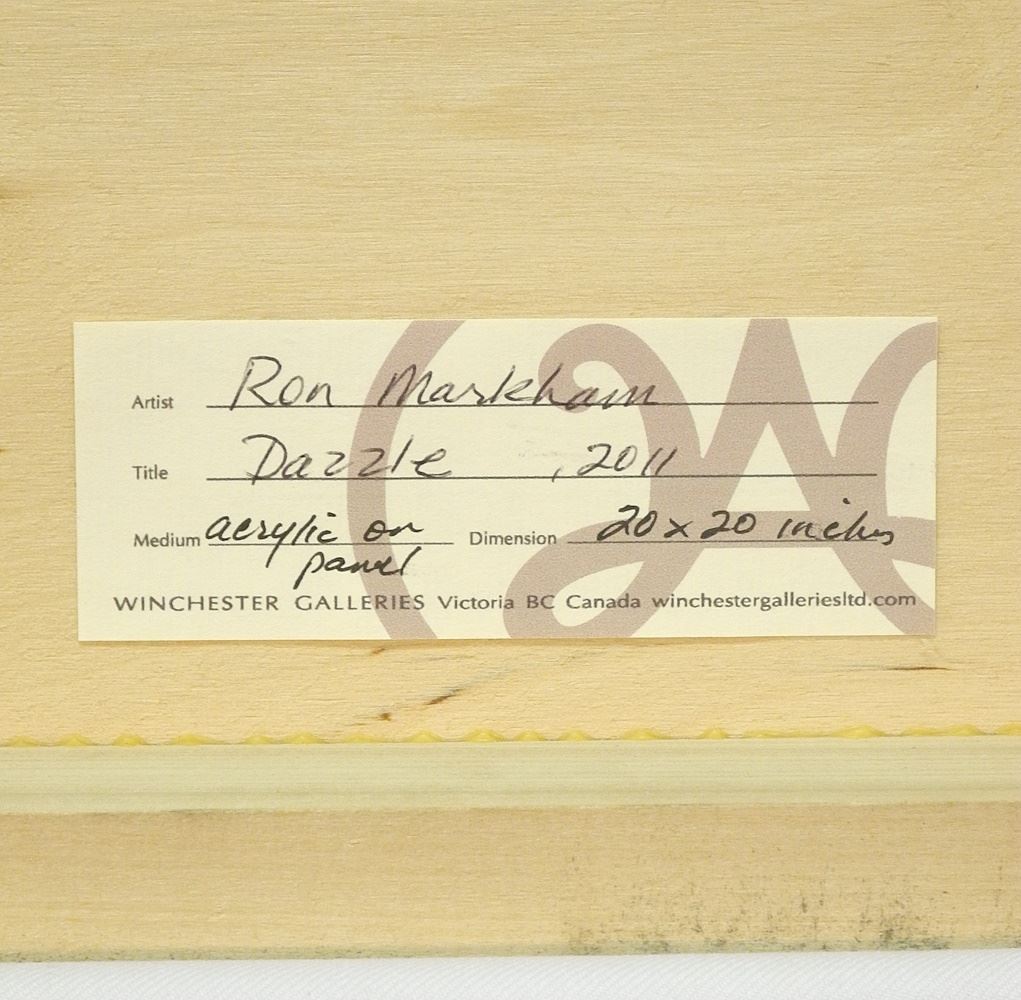 Artist Ron Markham
Title Dazzle , 2011
Medium acrylic on panel Dimension 20 x 20 inches
WINCHESTER GALLERIES Victoria BC Canada winchestergalleriesltd.com